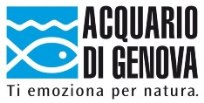 ACQUARIO
DI GENOVA
Ti emoziona per natura.